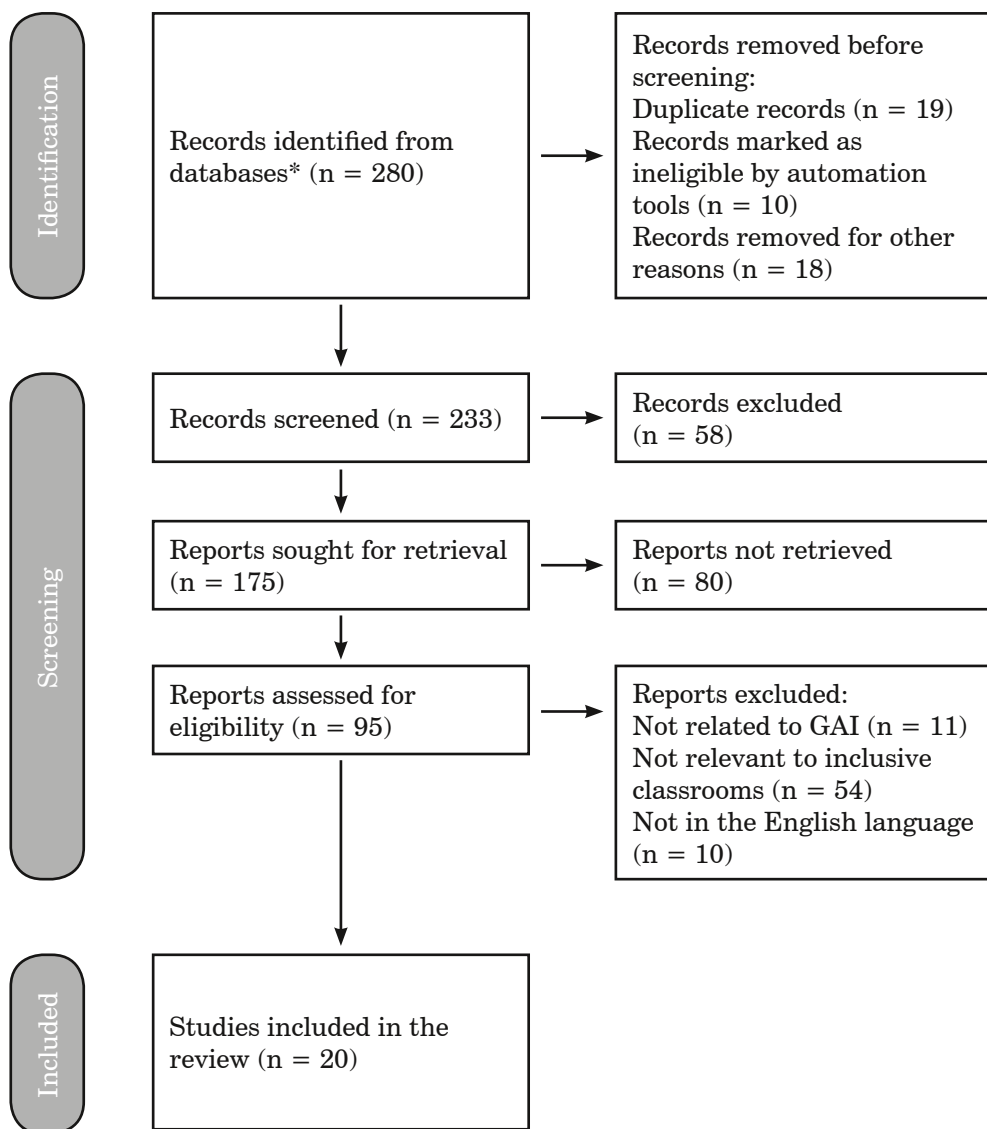 Identification
Records identified from
databases* (n = 280)
Records removed before
screening:
Duplicate records (n = 19)
Records marked as
ineligible by automation
tools (n = 10)
Records removed for other
reasons (n = 18)
Screening
Records screened (n = 233)
Records excluded
(n = 58)
Reports sought for retrieval
(n = 175)
Reports not retrieved
(n = 80)
Reports assessed for
eligibility (n = 95)
Reports excluded:
Not related to GAI (n = 11)
Not relevant to inclusive
classrooms (n = 54)
Not in the English language
(n = 10)
Included
Studies included in the
review (n = 20)